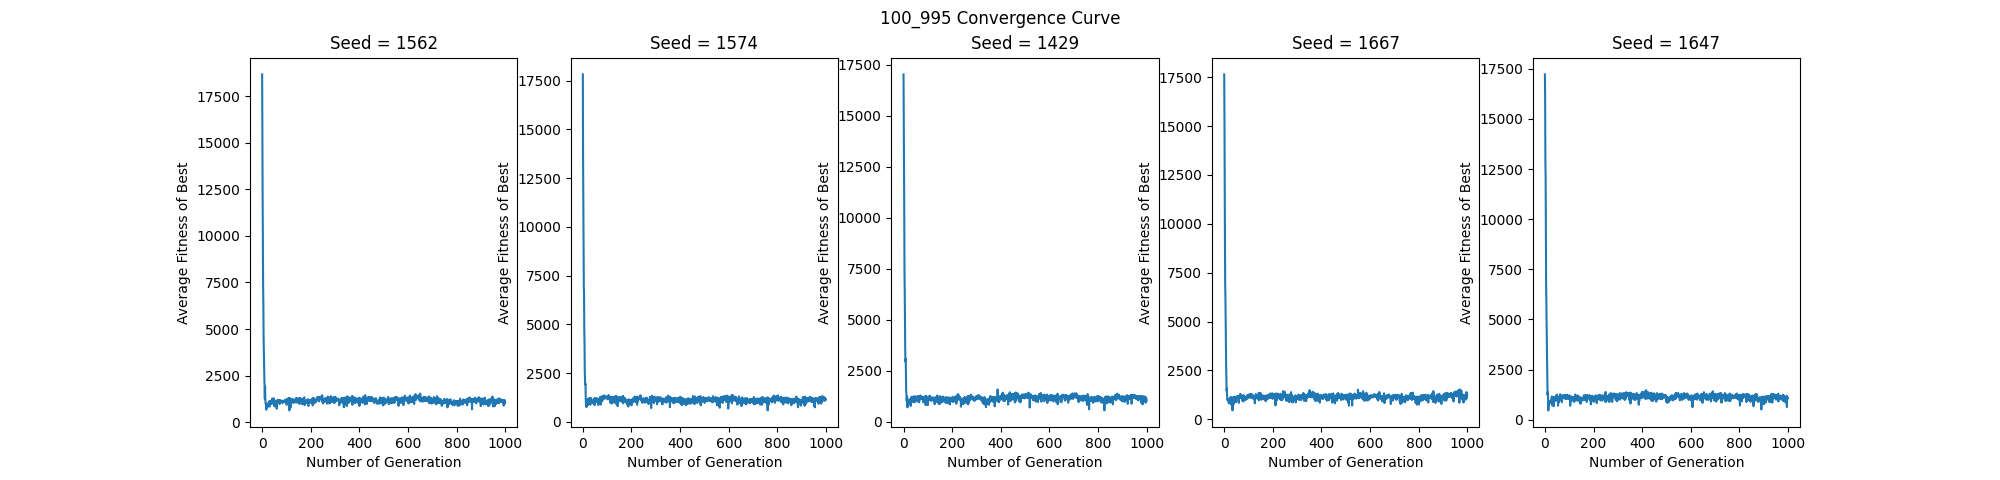 100_995 Convergence Curve
Seed = 1562
Average Fitness of Best
17500
15000
12500
10000
7500
5000
2500
0
0 200 400 600 800 1000
Number of Generation
Seed = 1574
Average Fitness of Best
17500
15000
12500
10000
7500
5000
2500
0
0 200 400 600 800 1000
Number of Generation
Seed = 1429
Average Fitness of Best
17500
15000
12500
10000
7500
5000
2500
0
0 200 400 600 800 1000
Number of Generation
Seed = 1667
Average Fitness of Best
17500
15000
12500
10000
7500
5000
2500
0
0 200 400 600 800 1000
Number of Generation
Seed = 1647
Average Fitness of Best
17500
15000
12500
10000
7500
5000
2500
0
0 200 400 600 800 1000
Number of Generation